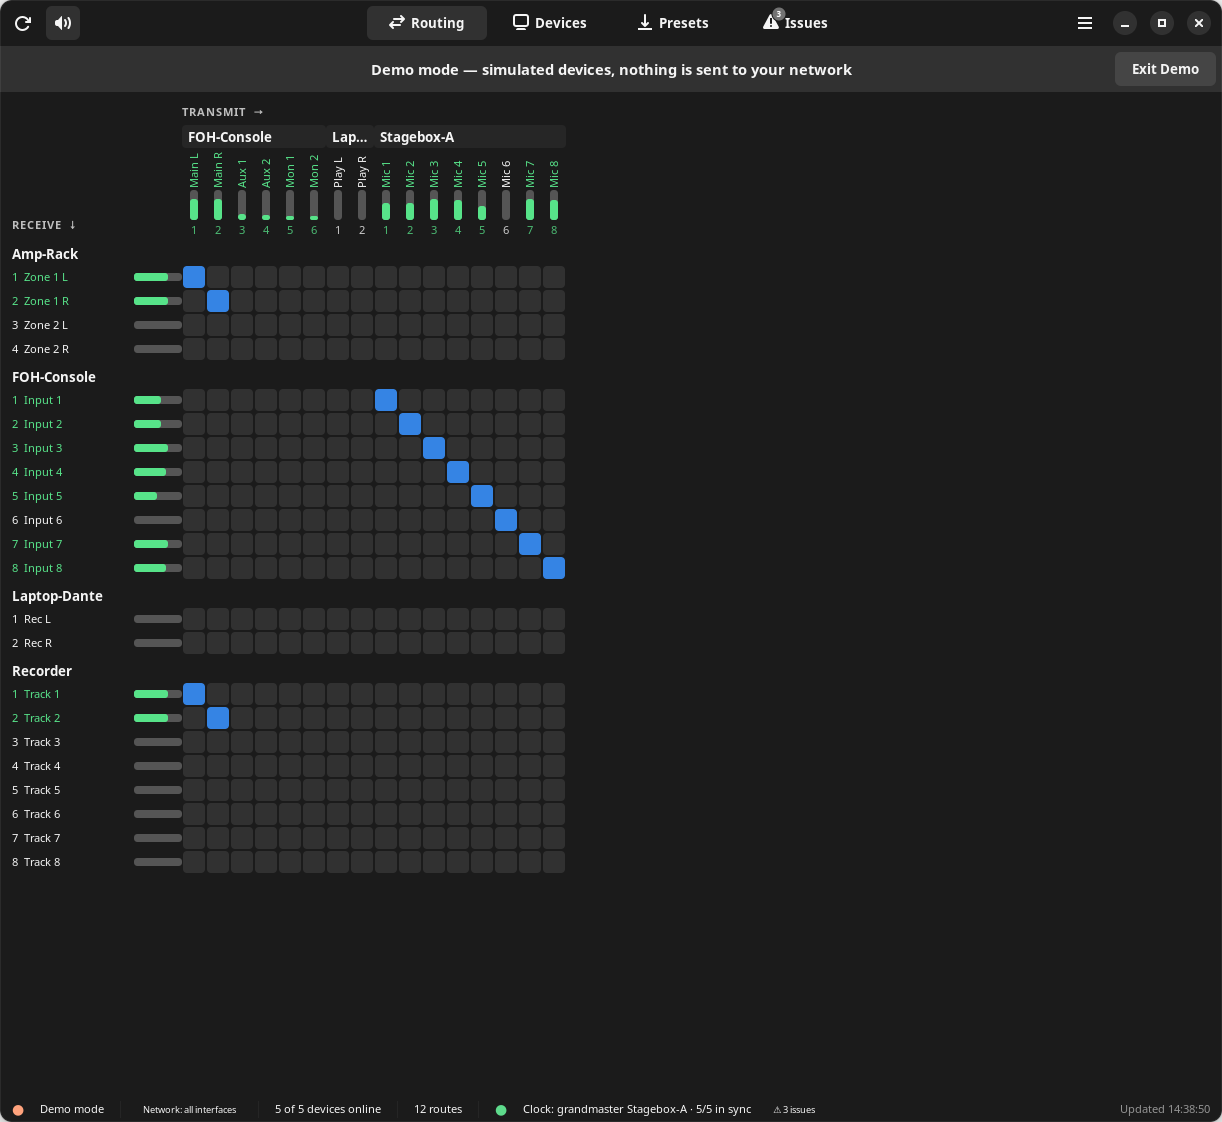 Routing Devices Presets 3 Issues
Demo mode — simulated devices, nothing is sent to your network Exit Demo
TRANSMIT →
FOH-Console Lap... Stagebox-A
Main L Main R Aux 1 Aux 2 Mon 1 Mon 2 Play L Play R Mic 1 Mic 2 Mic 3 Mic 4 Mic 5 Mic 6 Mic 7 Mic 8
RECEIVE ↓ 1 2 3 4 5 6 1 2 1 2 3 4 5 6 7 8
Amp-Rack
1 Zone 1 L
2 Zone 1 R
3 Zone 2 L
4 Zone 2 R
FOH-Console
1 Input 1
2 Input 2
3 Input 3
4 Input 4
5 Input 5
6 Input 6
7 Input 7
8 Input 8
Laptop-Dante
1 Rec L
2 Rec R
Recorder
1 Track 1
2 Track 2
3 Track 3
4 Track 4
5 Track 5
6 Track 6
7 Track 7
8 Track 8
Demo mode Network: all interfaces 5 of 5 devices online 12 routes Clock: grandmaster Stagebox-A · 5/5 in sync ⚠ 3 issues Updated 14:38:50